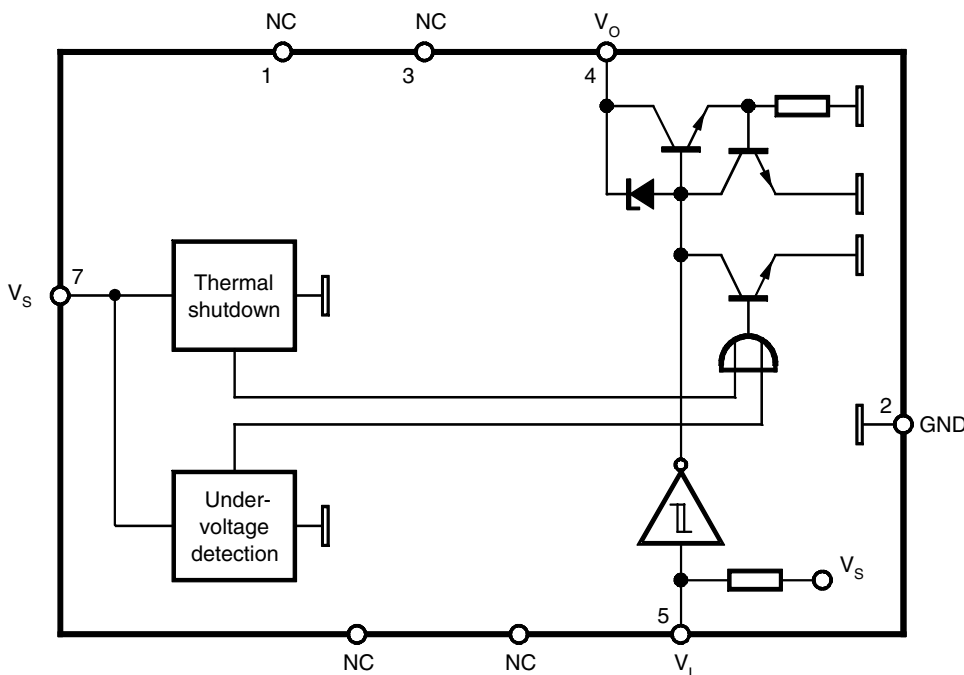 NC
NC
VO
1
3
4
7
VS
Thermal
shutdown
2
GND
Under-
voltage
detection
VS
5
NC
NC
VI